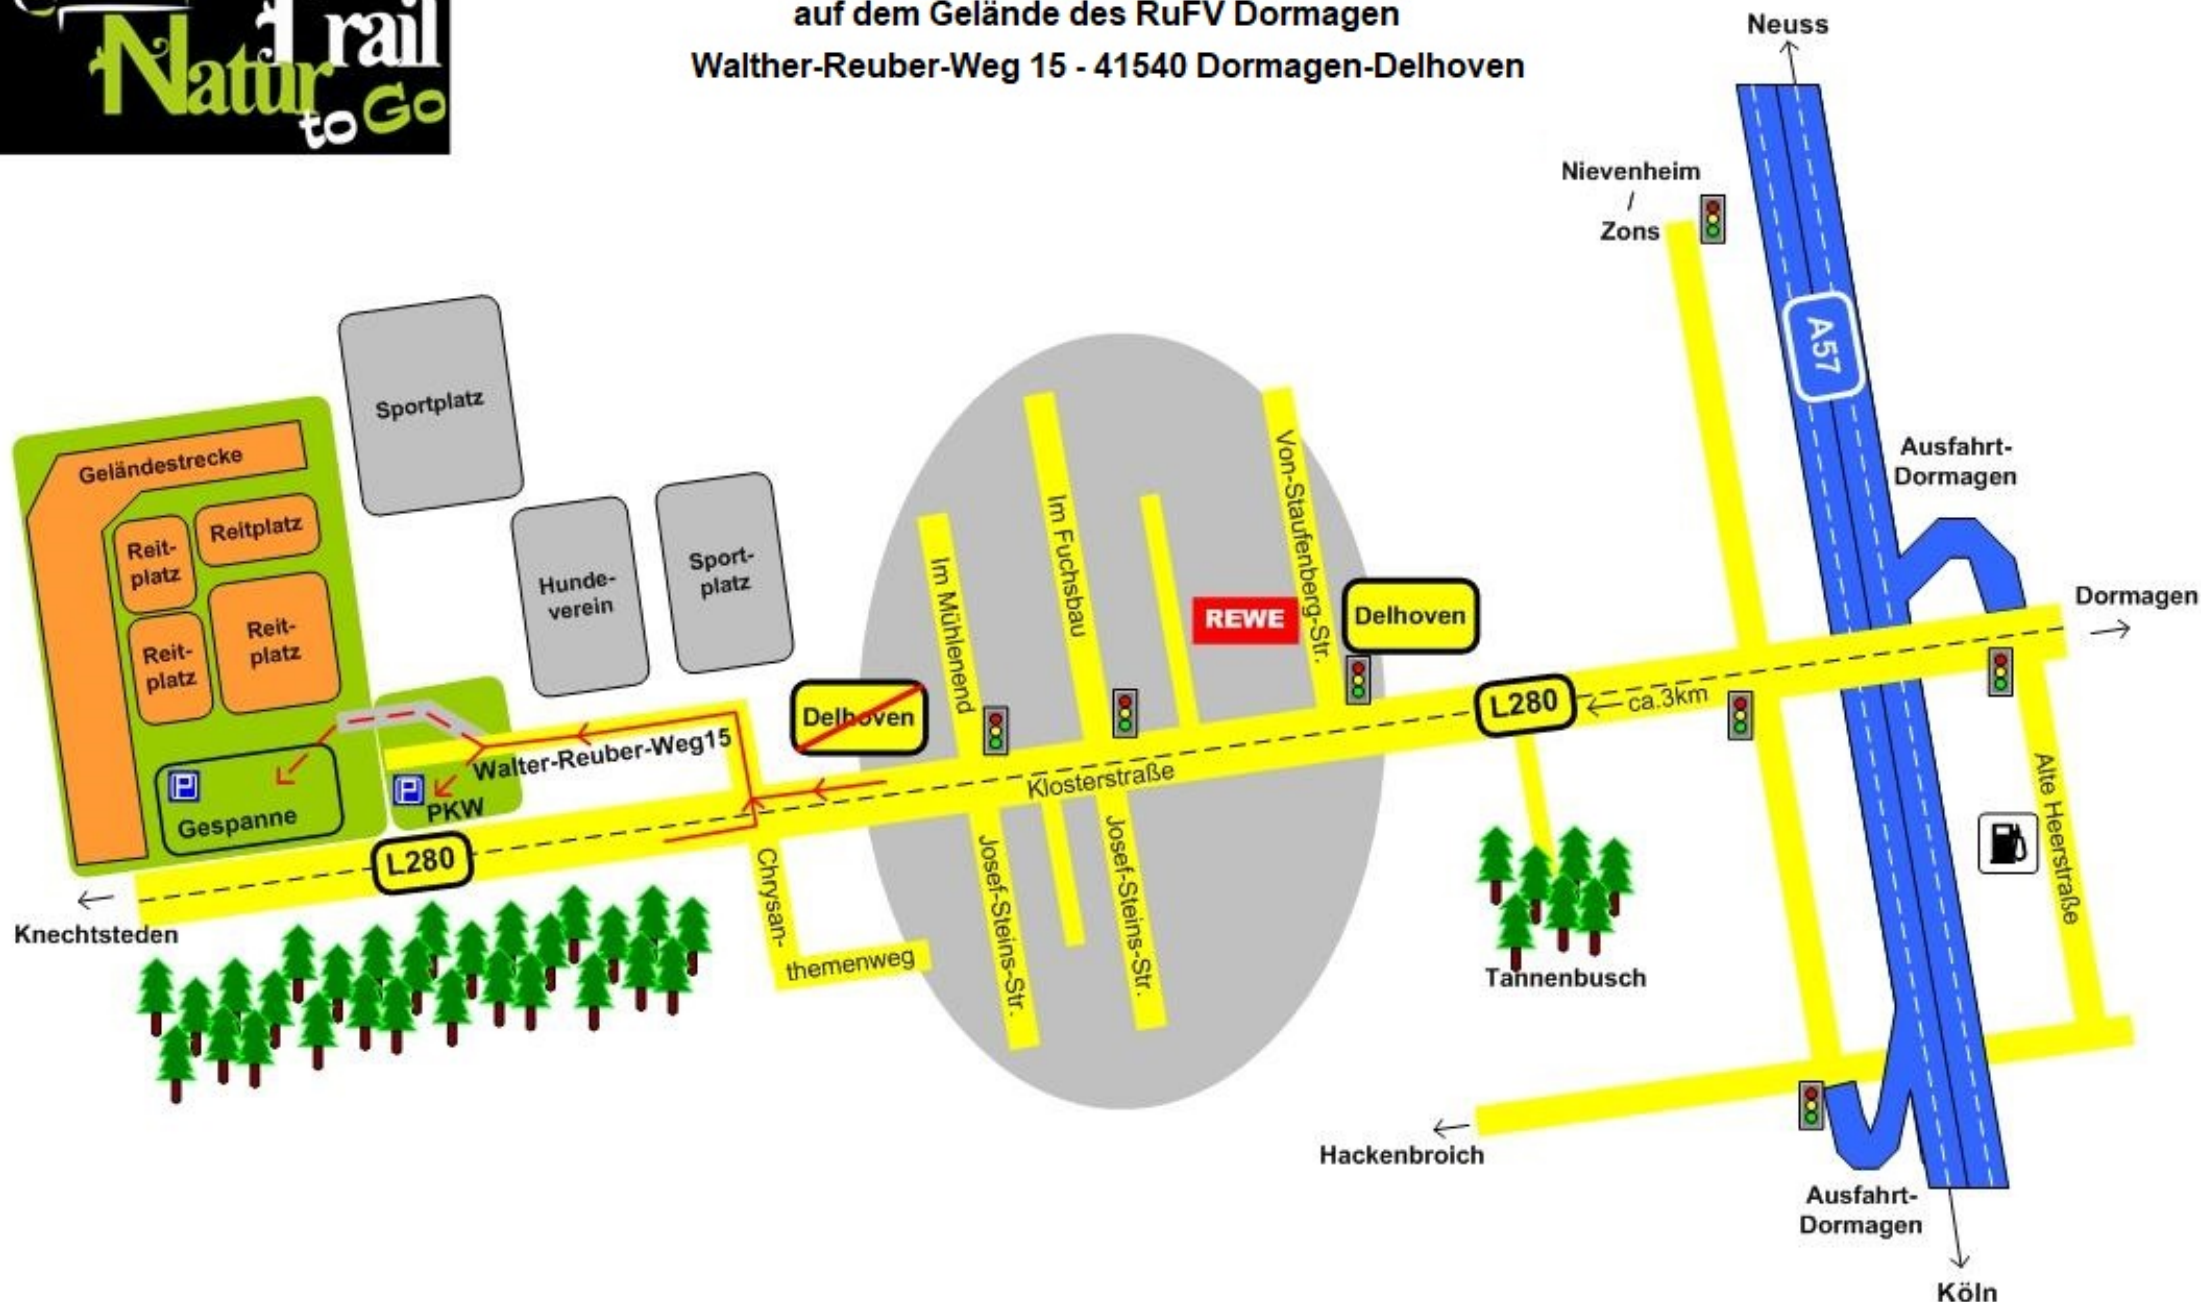 Trail
Natur
to Go
auf dem Gelände des RuFV Dormagen
Walther-Reuber-Weg 15 - 41540 Dormagen-Delhoven
Neuss
Nievenheim
/
Zons
A57
Ausfahrt-
Dormagen
Dormagen
Sportplatz
Geländestrecke
Reitplatz
Reit-
platz
Reit-
platz
Reit-
platz
Hunde-
verein
Sport-
platz
Im Mühlenend
Im Fuchsbau
Von-Staufenberg-Str.
REWE
Delhoven
Delhoven
L280
ca.3km
Walter-Reuber-Weg15
Klosterstraße
P
Gespanne
P
PKW
L280
Knechtsteden
Chrysan-
themenweg
Josef-Steins-Str.
Josef-Steins-Str.
Tannenbusch
Alte Heerstraße
Hackenbroich
Ausfahrt-
Dormagen
Köln